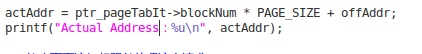 actAddr = ptr_pageTabIt->blockNum * PAGE_SIZE + offAddr;
printf("Actual Address：%u\n", actAddr);